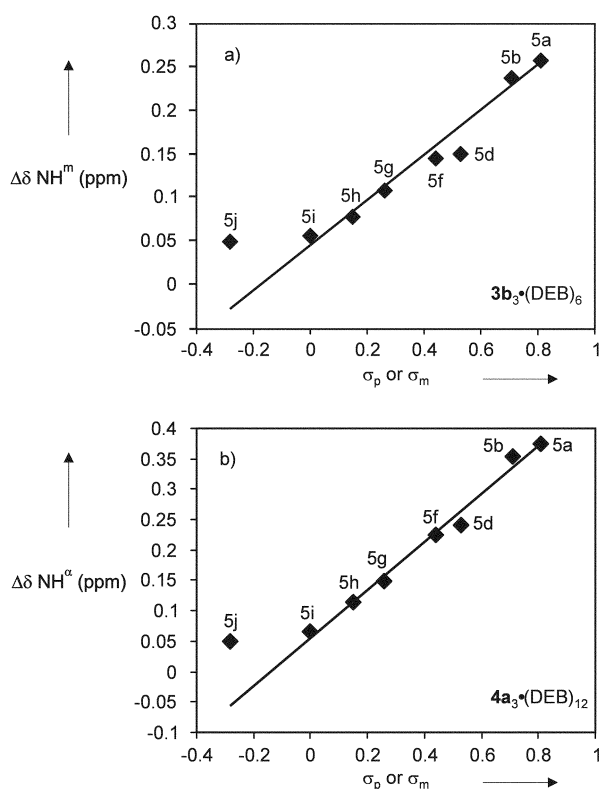 a)
0.3
0.25
0.2
0.15
0.1
0.05
0
-0.05
Δδ NHᵐ (ppm)
5a
5b
5d
5f
5g
5h
5i
5j
3b₃•(DEB)₆
-0.4 -0.2 0 0.2 0.4 0.6 0.8 1
σₚ or σₘ
b)
0.4
0.35
0.3
0.25
0.2
0.15
0.1
0.05
0
-0.05
-0.1
Δδ NHᵅ (ppm)
5b 5a
5f 5d
5g
5h
5i
5j
4a₃•(DEB)₁₂
-0.4 -0.2 0 0.2 0.4 0.6 0.8 1
σₚ or σₘ